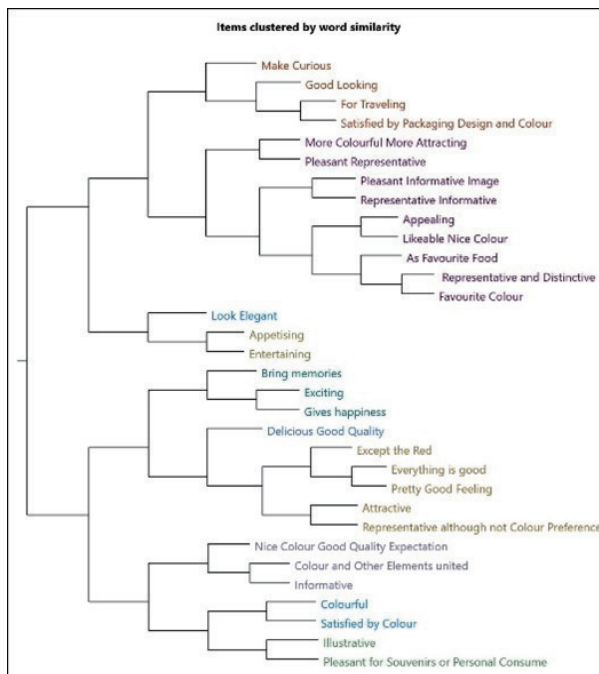 Items clustered by word similarity
Make Curious
Good Looking
For Traveling
Satisfied by Packaging Design and Colour
More Colourful More Attracting
Pleasant Representative
Pleasant Informative Image
Representative Informative
Appealing
Likeable Nice Colour
As Favourite Food
Representative and Distinctive
Favourite Colour
Look Elegant
Appetising
Entertaining
Bring memories
Exciting
Gives happiness
Delicious Good Quality
Except the Red
Everything is good
Pretty Good Feeling
Attractive
Representative although not Colour Preference
Nice Colour Good Quality Expectation
Colour and Other Elements united
Informative
Colourful
Satisfied by Colour
Illustrative
Pleasant for Souvenirs or Personal Consume